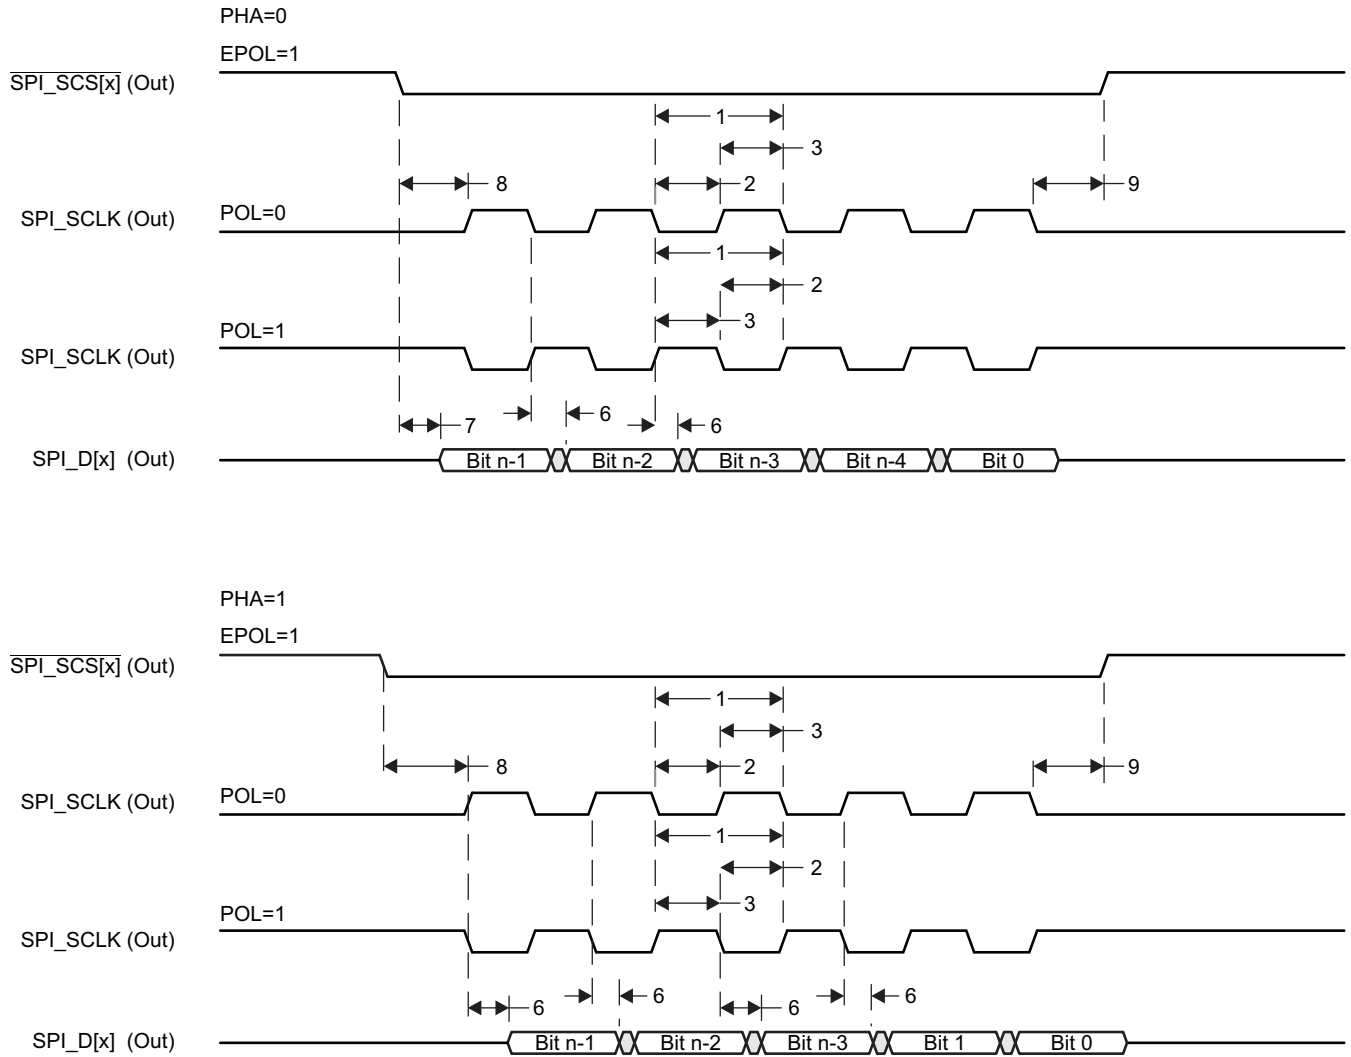 PHA=0
EPOL=1
SPI_SCS[x] (Out)
1
3
8
2
9
SPI_SCLK (Out)
POL=0
1
2
3
POL=1
SPI_SCLK (Out)
7
6
6
SPI_D[x] (Out)
Bit n-1
Bit n-2
Bit n-3
Bit n-4
Bit 0
PHA=1
EPOL=1
SPI_SCS[x] (Out)
1
3
8
2
9
SPI_SCLK (Out)
POL=0
1
2
3
POL=1
SPI_SCLK (Out)
6
6
6
6
SPI_D[x] (Out)
Bit n-1
Bit n-2
Bit n-3
Bit 1
Bit 0